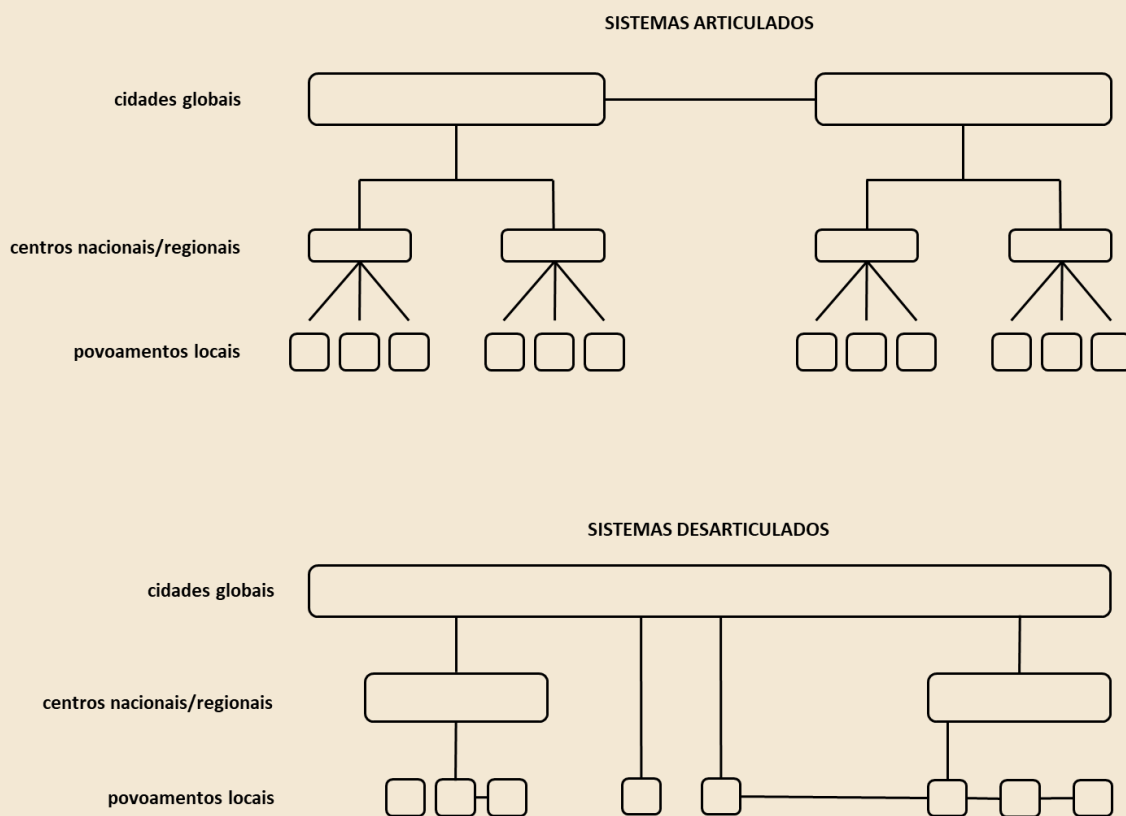 SISTEMAS ARTICULADOS
cidades globais
centros nacionais/regionais
povoamentos locais
SISTEMAS DESARTICULADOS
cidades globais
centros nacionais/regionais
povoamentos locais